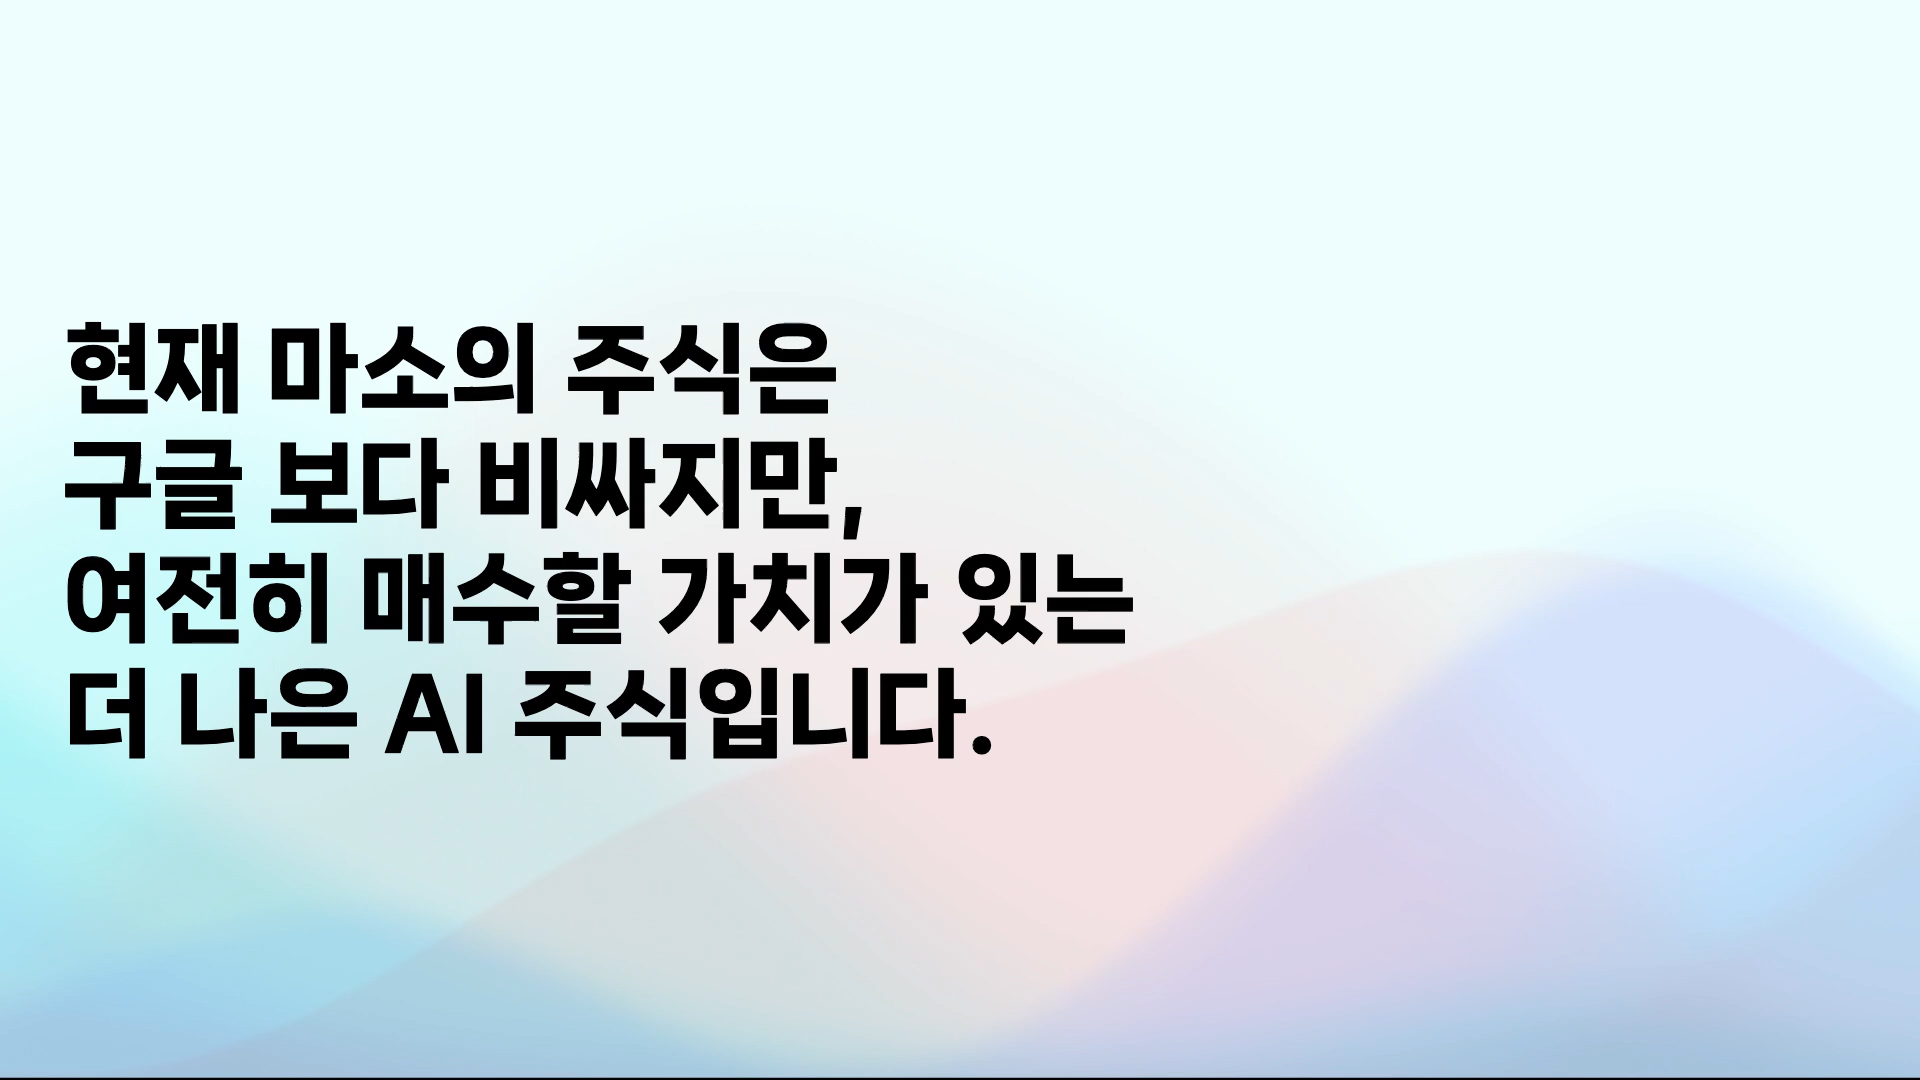 현재 마소의 주식은
구글 보다 비싸지만,
여전히 매수할 가치가 있는
더 나은 AI 주식입니다.